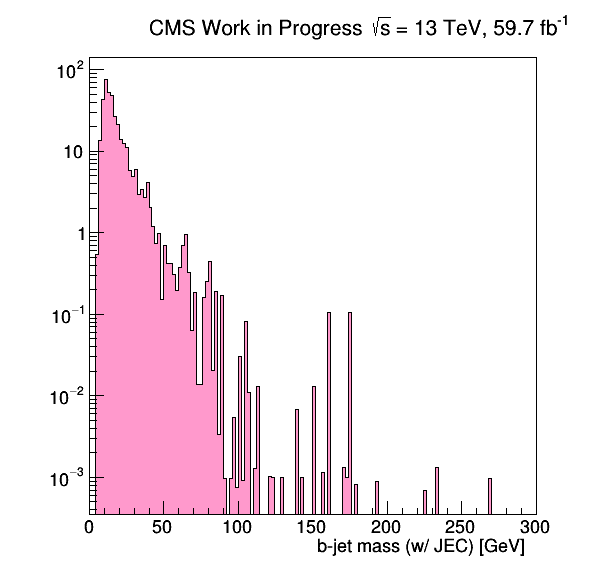 CMS Work in Progress √s = 13 TeV, 59.7 fb⁻¹
10²
10
1
10⁻¹
10⁻²
10⁻³
0 50 100 150 200 250 300
b-jet mass (w/ JEC) [GeV]